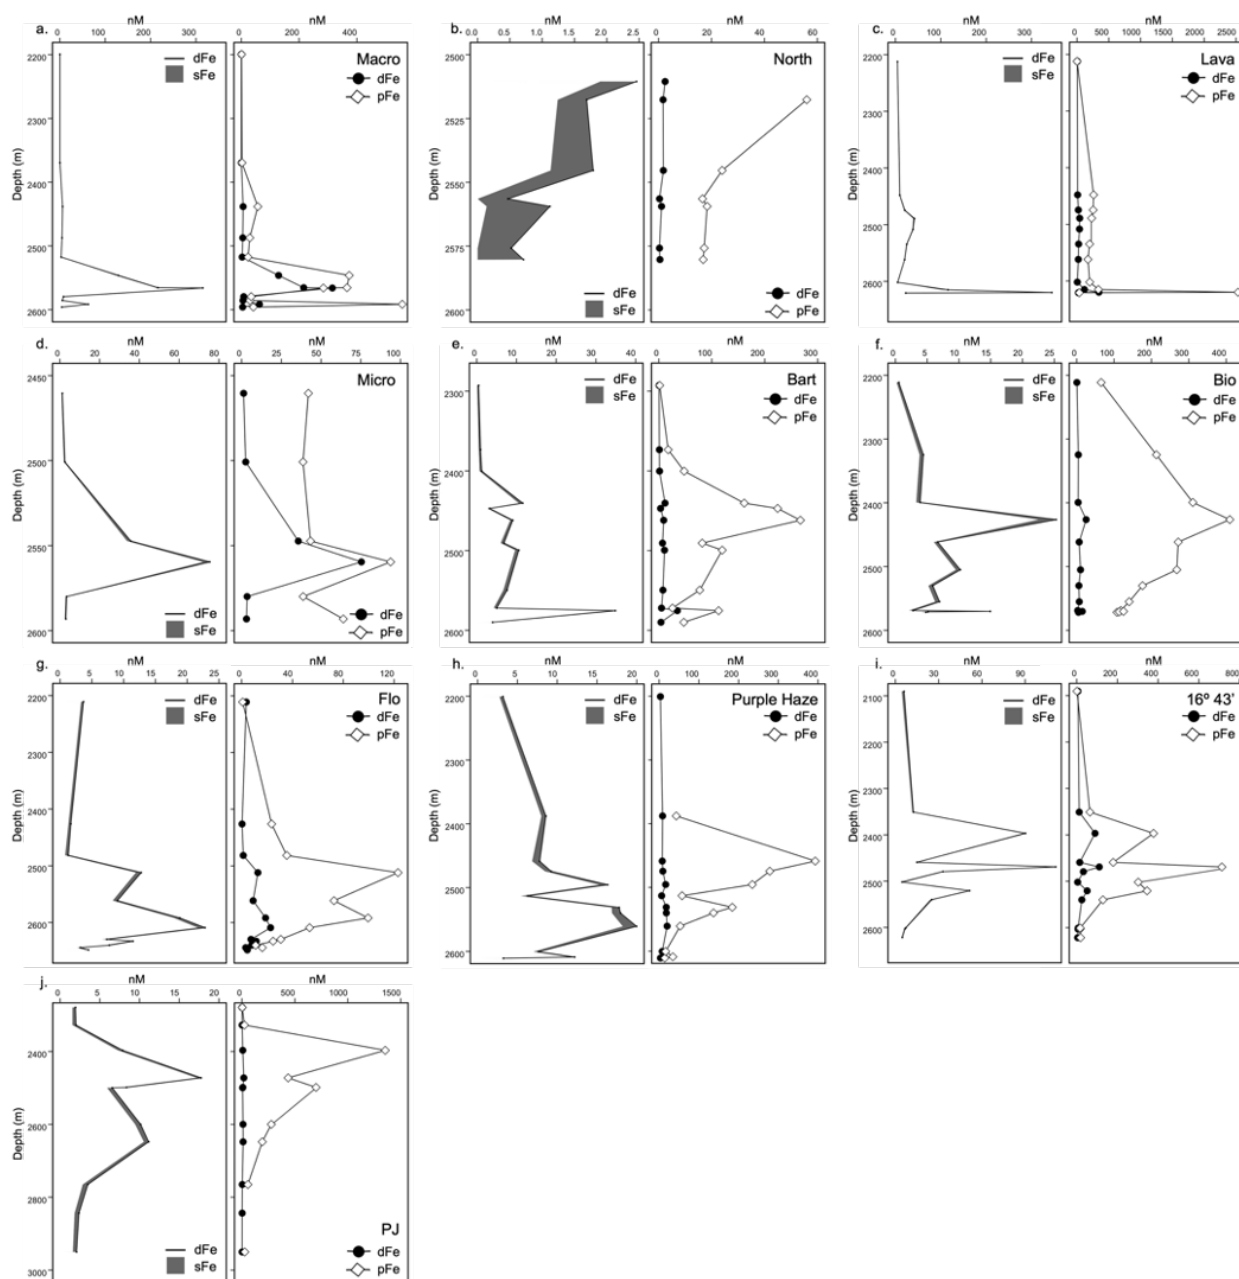 a.
nM
nM
0 100 200 300
0 200 400
Macro
dFe
sFe
dFe
pFe
Depth (m)
2200
2300
2400
2500
2600
b.
nM
nM
0.0 0.5 1.0 1.5 2.0 2.5
0 20 40 60
North
dFe
sFe
dFe
pFe
Depth (m)
2500
2525
2550
2575
2600
c.
nM
nM
0 100 200 300
0 500 1000 2500
Lava
dFe
sFe
dFe
pFe
Depth (m)
2200
2300
2400
2500
2600
d.
nM
nM
0 20 40 60 80
0 25 50 75 100
Micro
dFe
sFe
dFe
pFe
Depth (m)
2450
2500
2550
2600
e.
nM
nM
0 10 20 30 40
0 100 200 300
Bart
dFe
sFe
dFe
pFe
Depth (m)
2300
2400
2500
2600
f.
nM
nM
0 5 10 15 20 25
0 100 200 300 400
Bio
dFe
sFe
dFe
pFe
Depth (m)
2200
2300
2400
2500
2600
g.
nM
nM
0 5 10 15 20 25
0 40 80 120
Flo
dFe
sFe
dFe
pFe
Depth (m)
2200
2300
2400
2500
2600
h.
nM
nM
0 5 10 15 20
0 100 200 300 400
Purple Haze
dFe
sFe
dFe
pFe
Depth (m)
2200
2300
2400
2500
2600
i.
nM
nM
0 30 60 90
0 200 400 600 800
16º 43'
dFe
sFe
dFe
pFe
Depth (m)
2100
2200
2300
2400
2500
2600
j.
nM
nM
0 5 10 15 20
0 500 1000 1500
PJ
dFe
sFe
dFe
pFe
Depth (m)
2400
2600
2800
3000